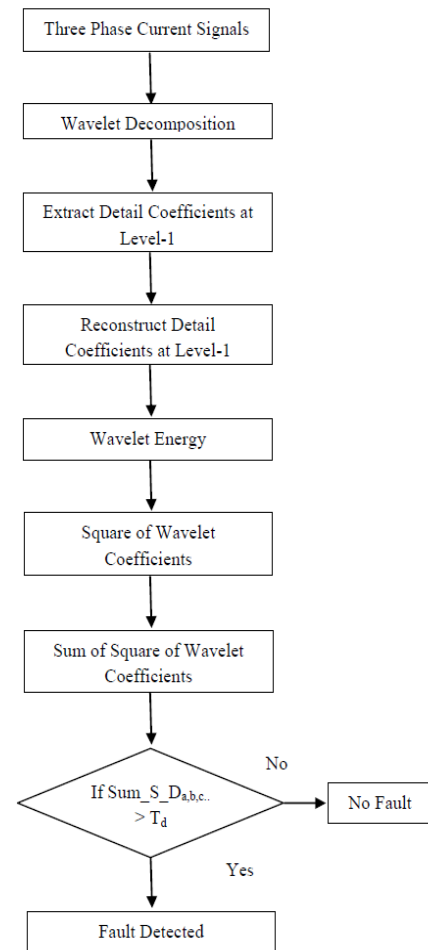 Three Phase Current Signals
Wavelet Decomposition
Extract Detail Coefficients at
Level-1
Reconstruct Detail
Coefficients at Level-1
Wavelet Energy
Square of Wavelet
Coefficients
Sum of Square of Wavelet
Coefficients
If Sum_S_Da,b,c..
> Td
No
No Fault
Yes
Fault Detected